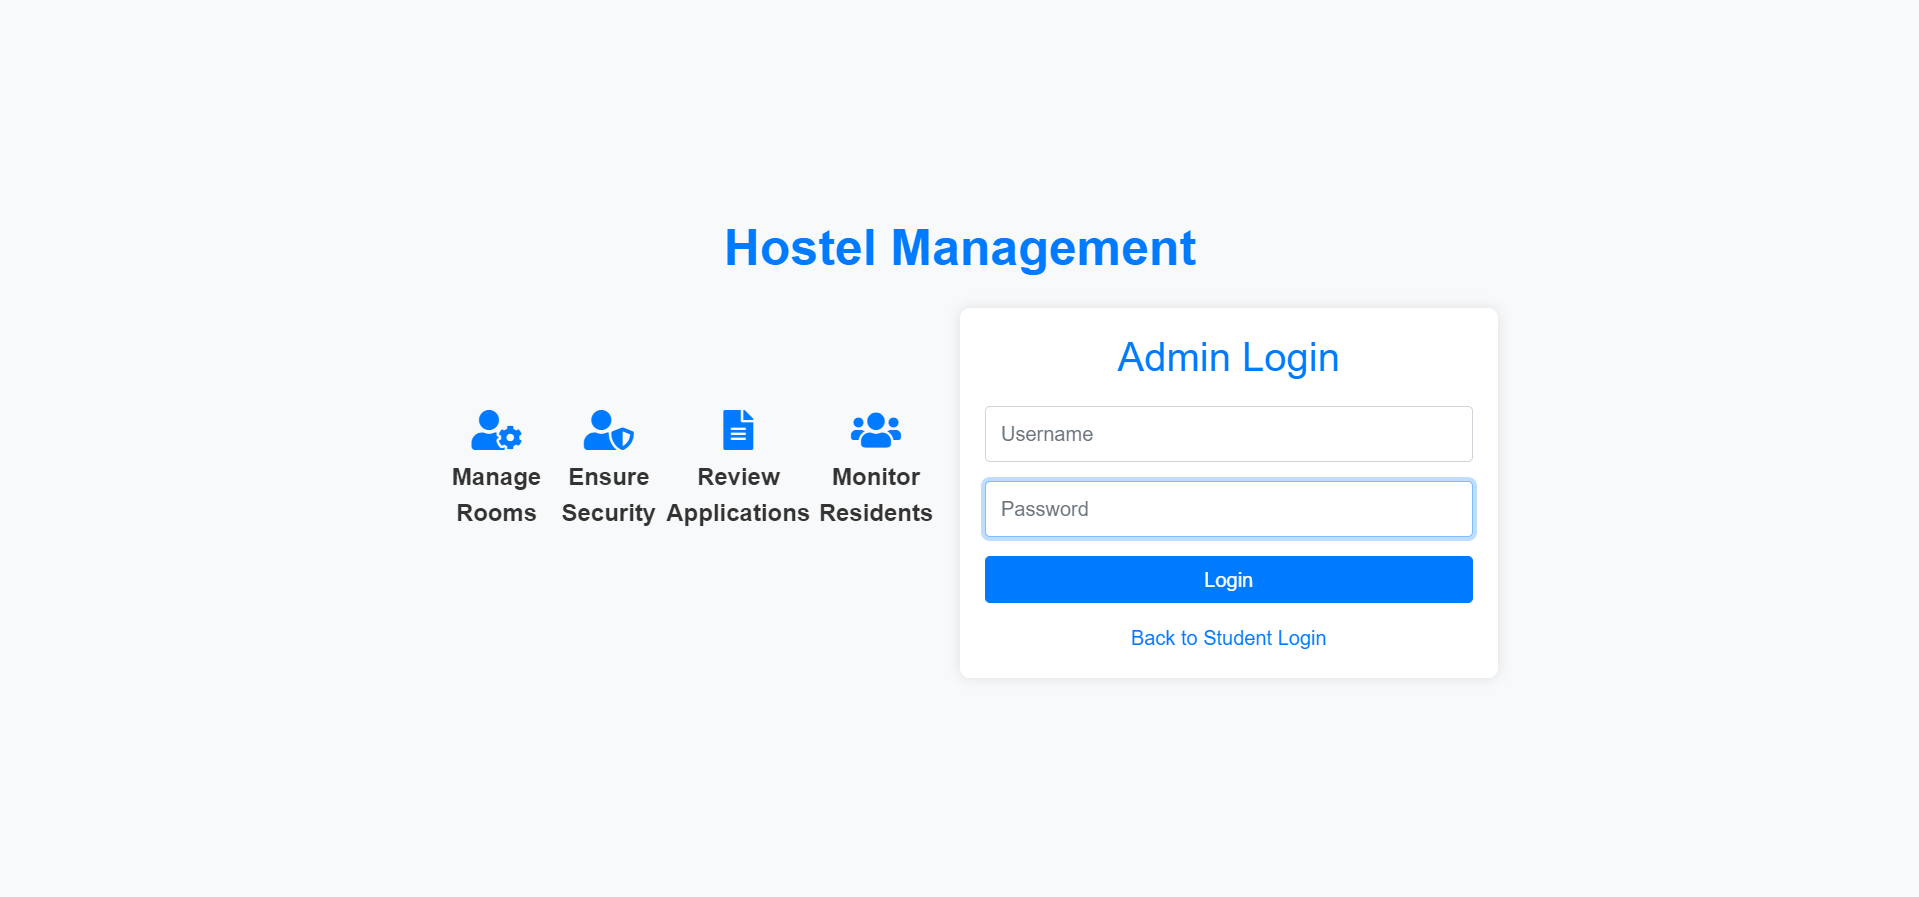 Hostel Management
Manage
Rooms
Ensure
Security
Review
Applications
Monitor
Residents
Admin Login
Username
Password
Login
Back to Student Login